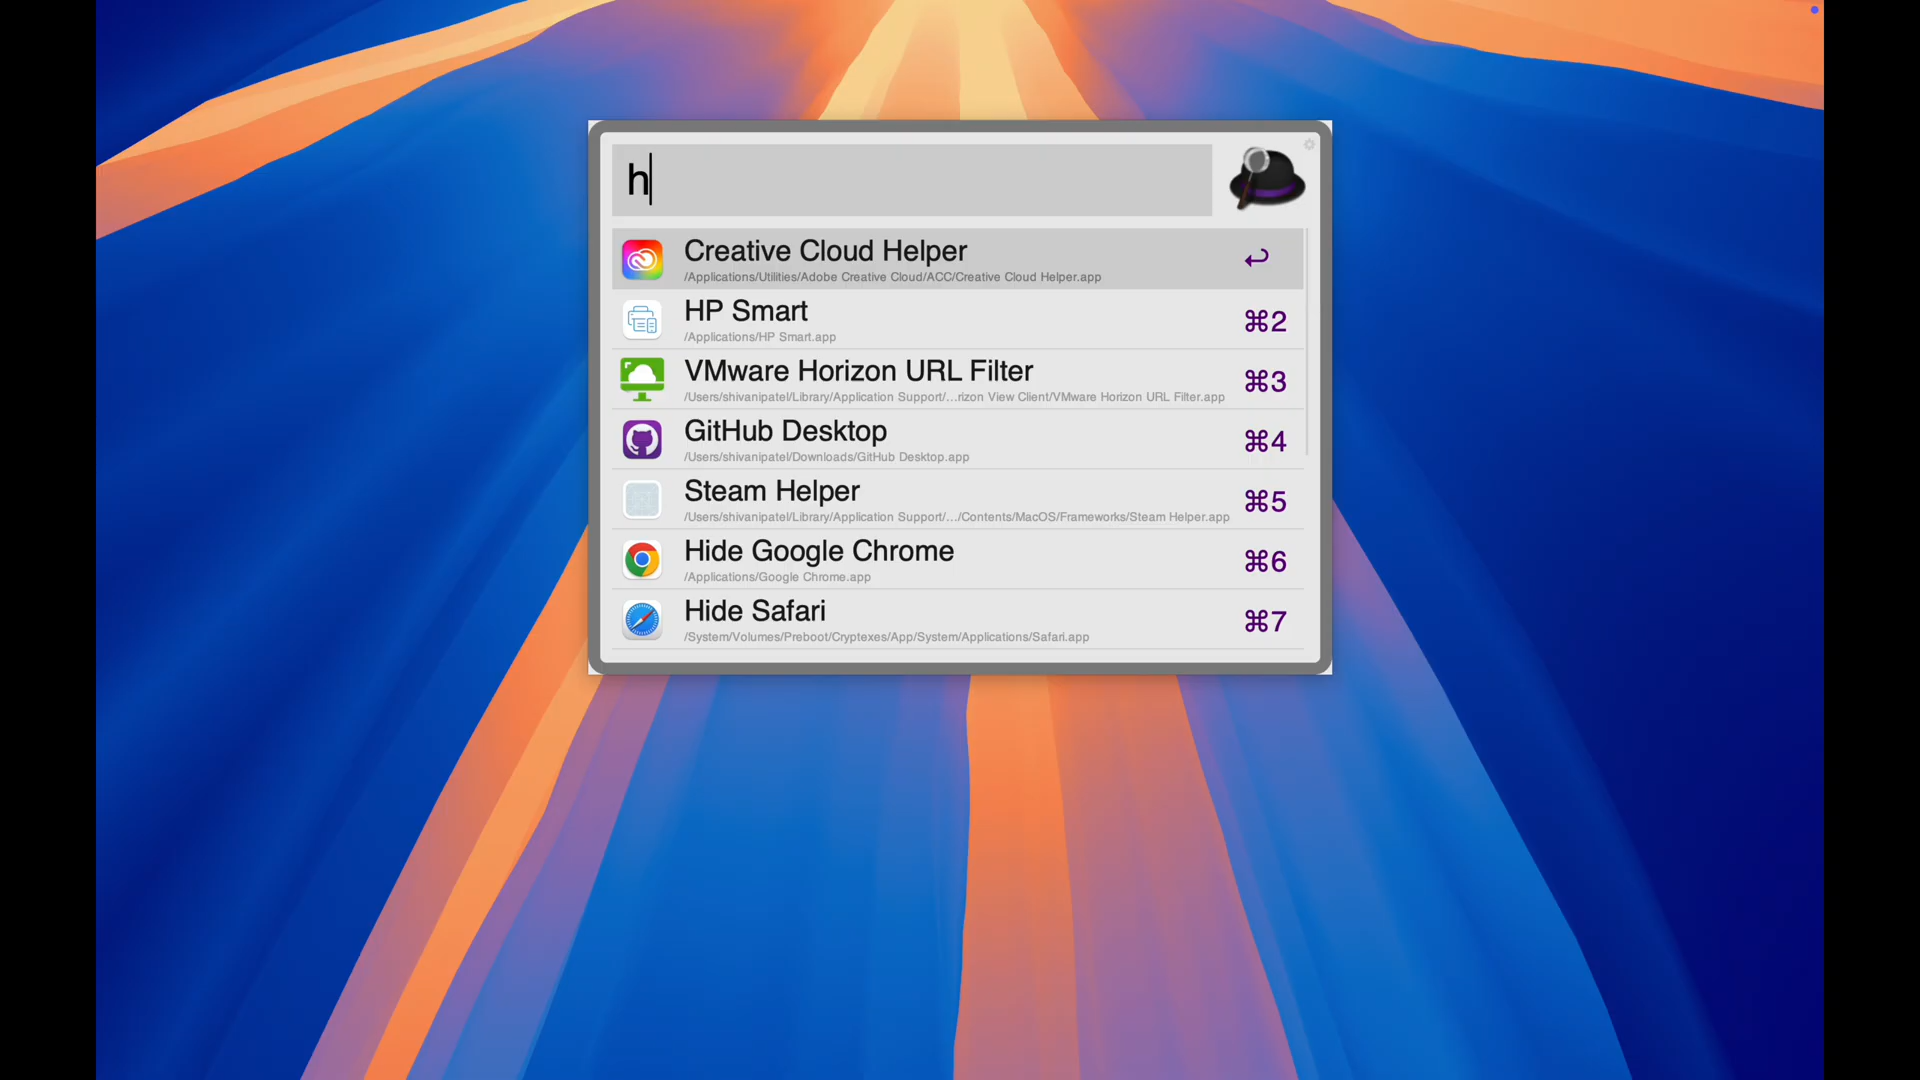 h
Creative Cloud Helper
/Applications/Utilities/Adobe Creative Cloud/ACC/Creative Cloud Helper.app
↩
HP Smart
/Applications/HP Smart.app
⌘2
VMware Horizon URL Filter
/Users/shivanipatel/Library/Application Support/...rizon View Client/VMware Horizon URL Filter.app
⌘3
GitHub Desktop
/Users/shivanipatel/Downloads/GitHub Desktop.app
⌘4
Steam Helper
/Users/shivanipatel/Library/Application Support/.../Contents/MacOS/Frameworks/Steam Helper.app
⌘5
Hide Google Chrome
/Applications/Google Chrome.app
⌘6
Hide Safari
/System/Volumes/Preboot/Cryptexes/App/System/Applications/Safari.app
⌘7